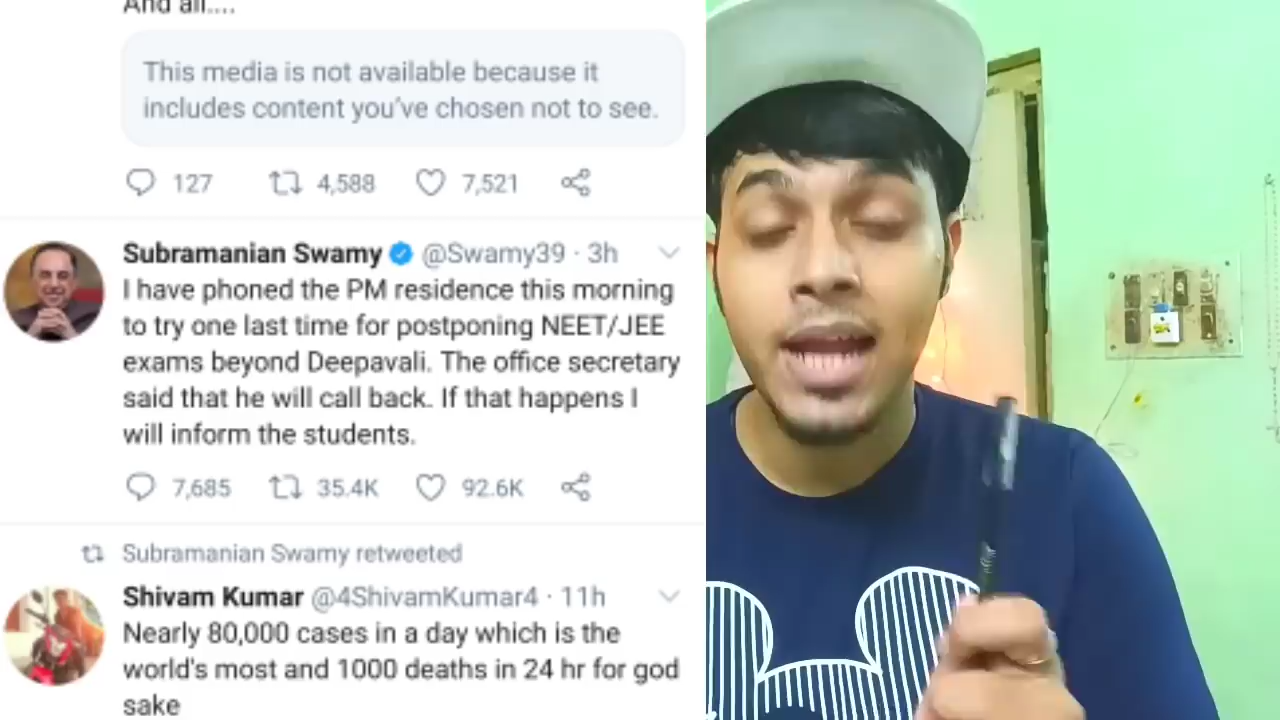 And all....
This media is not available because it
includes content you've chosen not to see.
127 4,588 7,521
Subramanian Swamy @Swamy39 · 3h
I have phoned the PM residence this morning
to try one last time for postponing NEET/JEE
exams beyond Deepavali. The office secretary
said that he will call back. If that happens I
will inform the students.
7,685 35.4K 92.6K
Subramanian Swamy retweeted
Shivam Kumar @4ShivamKumar4 · 11h
Nearly 80,000 cases in a day which is the
world's most and 1000 deaths in 24 hr for god
sake